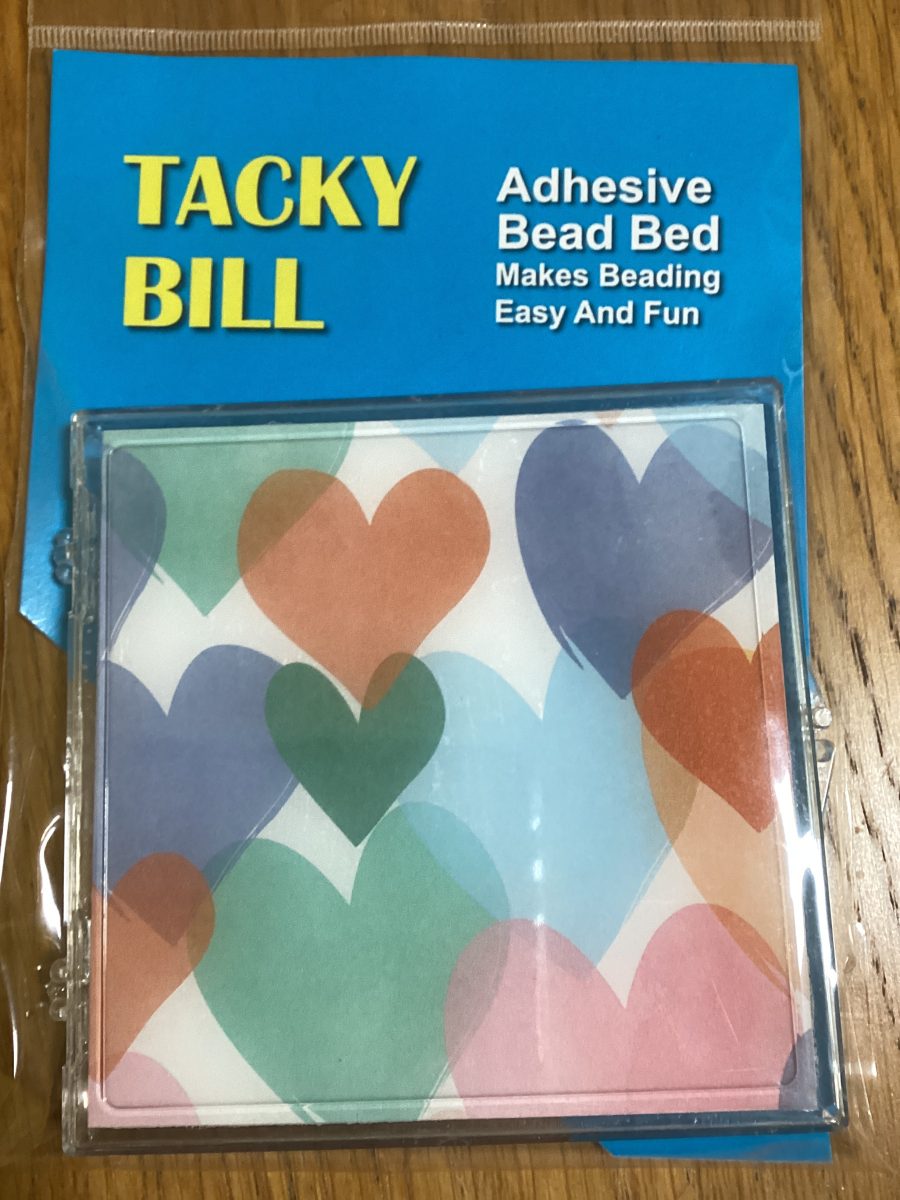 TACKY
BILL
Adhesive
Bead Bed
Makes Beading
Easy And Fun